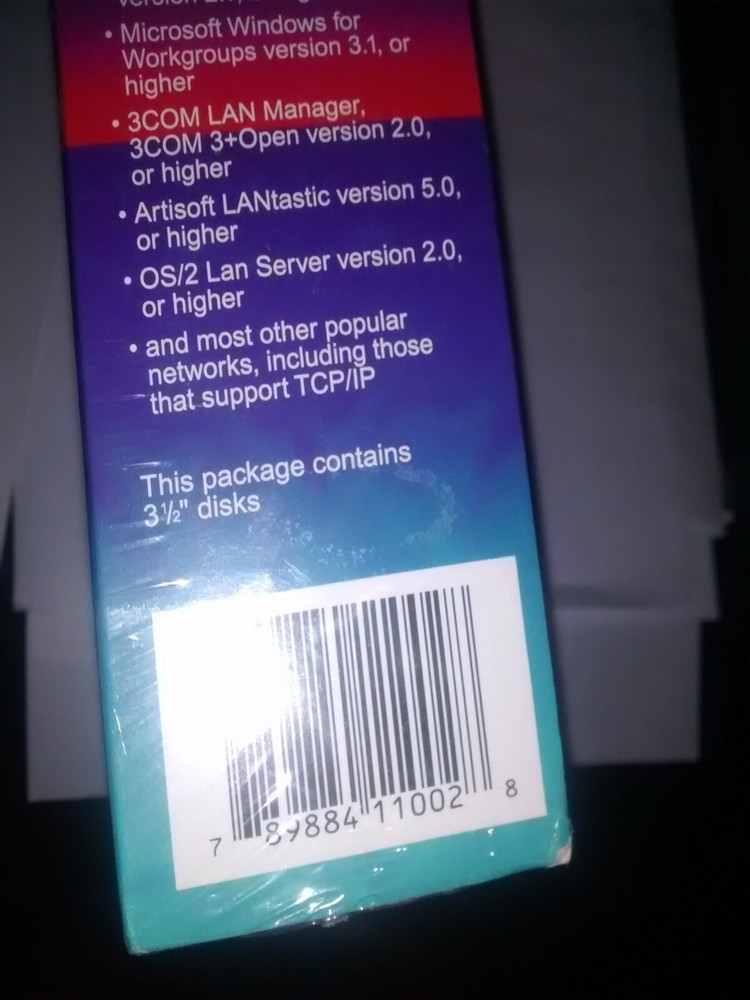 • Microsoft Windows for
Workgroups version 3.1, or
higher
• 3COM LAN Manager,
3COM 3+Open version 2.0,
or higher
• Artisoft LANtastic version 5.0,
or higher
• OS/2 Lan Server version 2.0,
or higher
• and most other popular
networks, including those
that support TCP/IP
This package contains
3½" disks
7 89884 11002 8